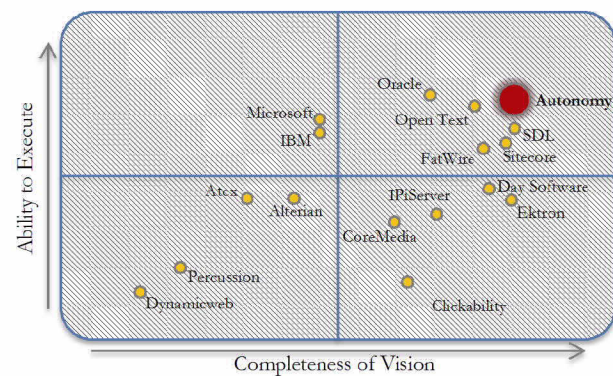 Ability to Execute
Oracle
Autonomy
Open Text
Microsoft
IBM
SDL
Sitecore
FatWire
Day Software
Atex
Alterian
IPiServer
Ektron
CoreMedia
Percussion
Dynamicweb
Clickability
Completeness of Vision